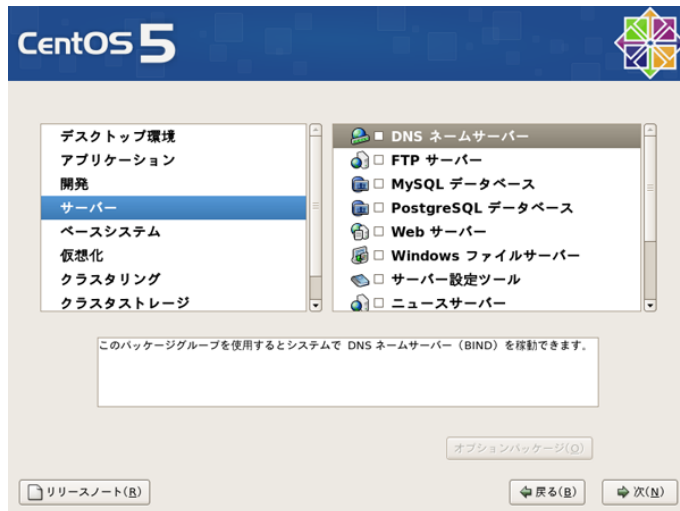 CentOS 5
デスクトップ環境
アプリケーション
開発
サーバー
ベースシステム
仮想化
クラスタリング
クラスタストレージ
DNS ネームサーバー
FTP サーバー
MySQL データベース
PostgreSQL データベース
Web サーバー
Windows ファイルサーバー
サーバー設定ツール
ニュースサーバー
このパッケージグループを使用するとシステムで DNS ネームサーバー（BIND）を稼動できます.
オプションパッケージ(O)
リリースノート(R)
戻る(B)
次(N)